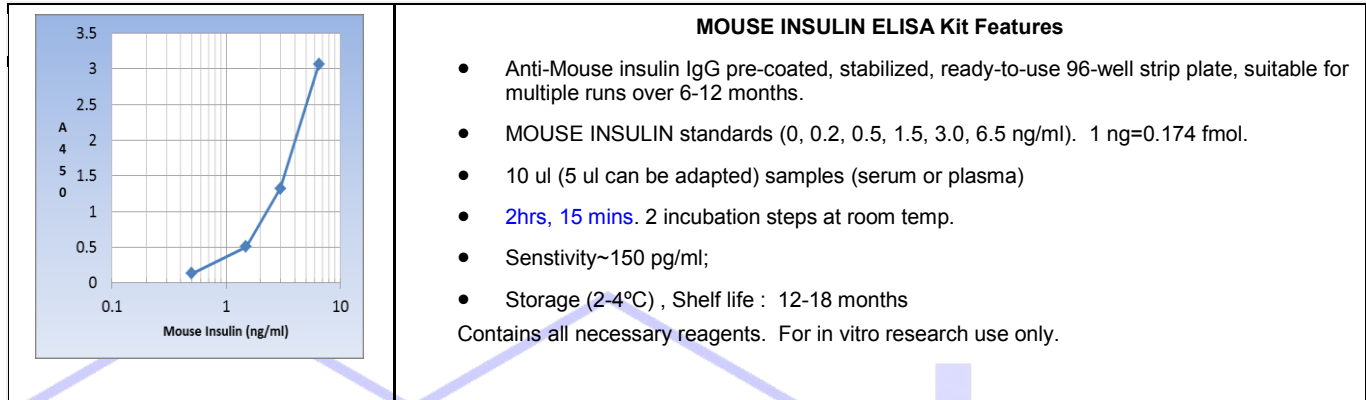 3.5
3
2.5
2
1.5
1
0.5
0
A
4
5
0
0.1 1 10
Mouse Insulin (ng/ml)
MOUSE INSULIN ELISA Kit Features
• Anti-Mouse insulin IgG pre-coated, stabilized, ready-to-use 96-well strip plate, suitable for
multiple runs over 6-12 months.
• MOUSE INSULIN standards (0, 0.2, 0.5, 1.5, 3.0, 6.5 ng/ml). 1 ng=0.174 fmol.
• 10 ul (5 ul can be adapted) samples (serum or plasma)
• 2hrs, 15 mins. 2 incubation steps at room temp.
• Senstivity~150 pg/ml;
• Storage (2-4ºC) , Shelf life : 12-18 months
Contains all necessary reagents. For in vitro research use only.